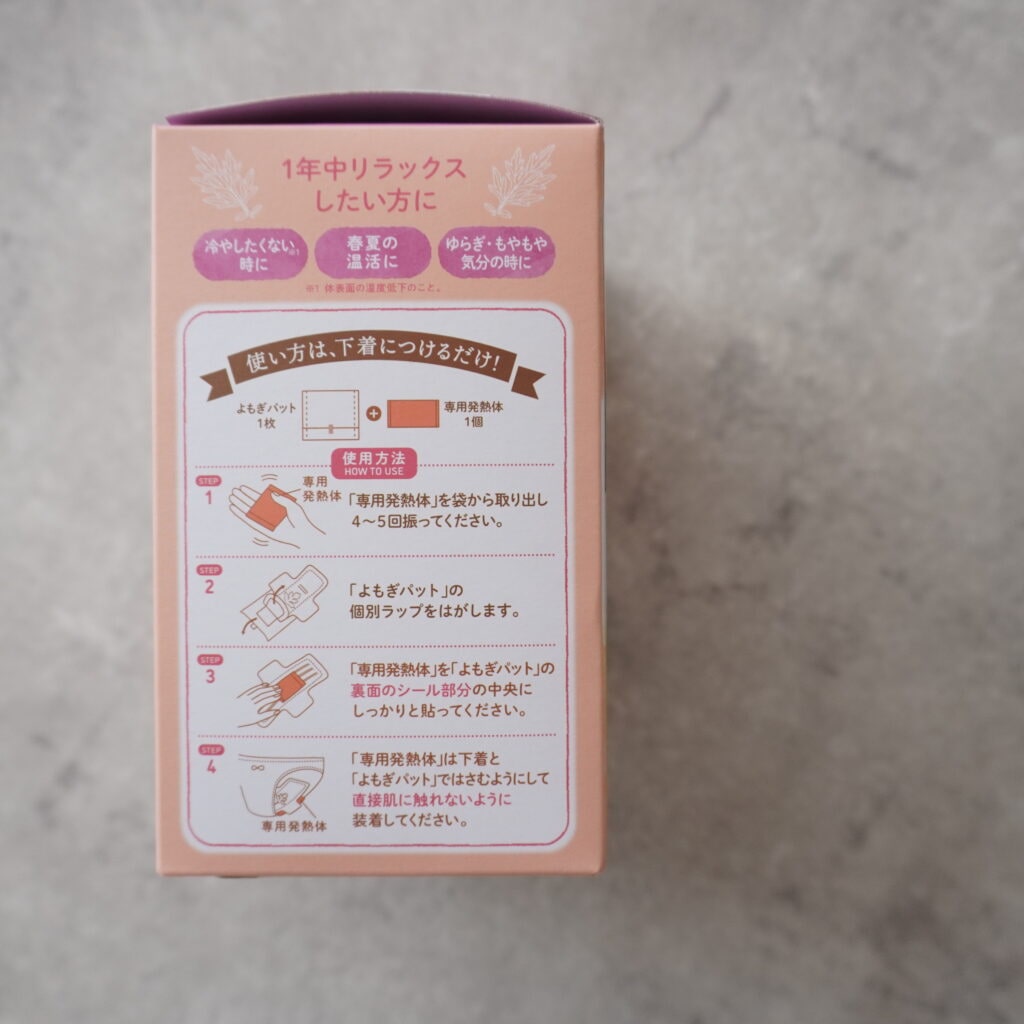 1年中リラックス
したい方に
冷やしたくない※1
時に
春夏の
温活に
ゆらぎ・もやもや
気分の時に
※1 体表面の温度低下のこと。
使い方は、下着につけるだけ!
よもぎパット
1枚
+
専用発熱体
1個
使用方法
HOW TO USE
STEP
1
専用
発熱体
「専用発熱体」を袋から取り出し
4～5回振ってください。
STEP
2
「よもぎパット」の
個別ラップをはがします。
STEP
3
「専用発熱体」を「よもぎパット」の
裏面のシール部分の中央に
しっかりと貼ってください。
STEP
4
「専用発熱体」は下着と
「よもぎパット」ではさむようにして
直接肌に触れないように
装着してください。
専用発熱体